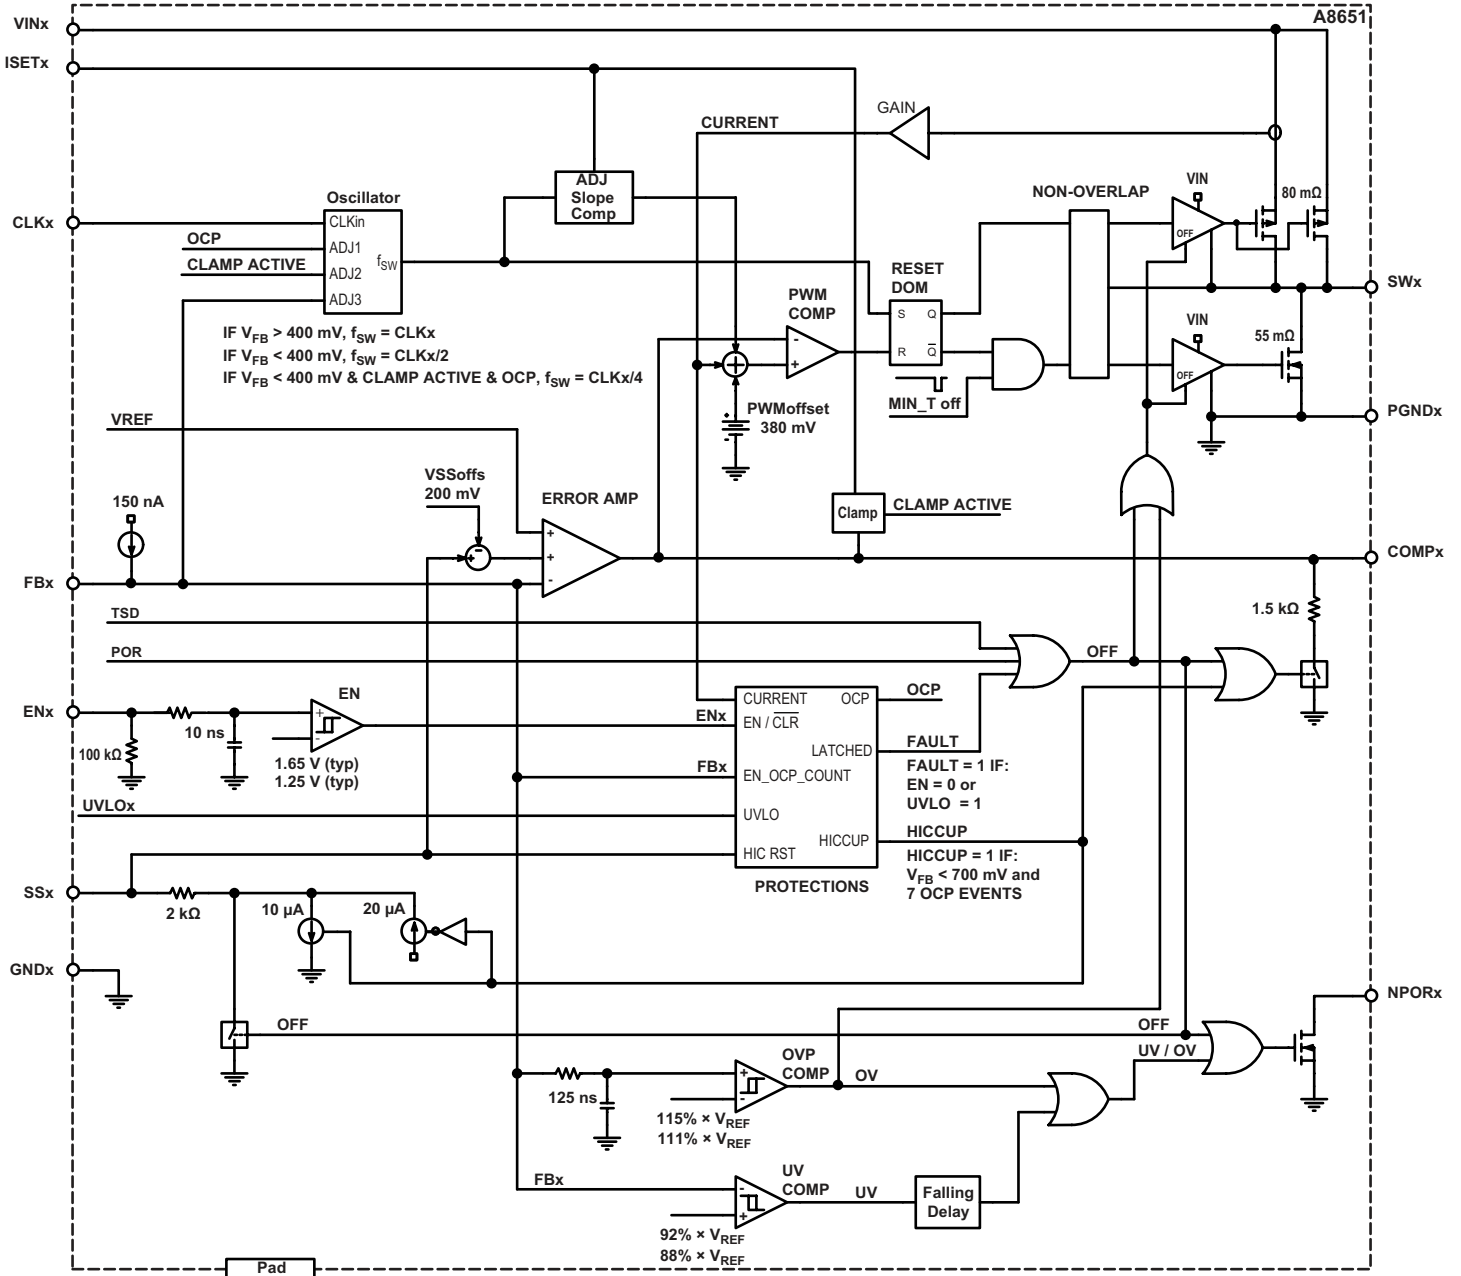 A8651
VINx
ISETx
GAIN
CURRENT
ADJ
Slope
Comp
NON-OVERLAP
VIN
80 mΩ
OFF
Oscillator
CLKx
CLKin
OCP
ADJ1
CLAMP ACTIVE
ADJ2
fSW
ADJ3
RESET
DOM
S Q
R Q̅
PWM
COMP
-
+
SWx
VIN
55 mΩ
OFF
IF VFB > 400 mV, fSW = CLKx
IF VFB < 400 mV, fSW = CLKx/2
IF VFB < 400 mV & CLAMP ACTIVE & OCP, fSW = CLKx/4
MIN_T off
PWMoffset
380 mV
+
-
PGNDx
VREF
VSSoffs
200 mV
ERROR AMP
150 nA
Clamp
CLAMP ACTIVE
+
+
-
+
-
COMPx
FBx
TSD
1.5 kΩ
POR
OFF
EN
ENx
10 ns
100 kΩ
+
-
1.65 V (typ)
1.25 V (typ)
CURRENT
OCP
OCP
ENx
EN / C̅L̅R̅
LATCHED
FAULT
FAULT = 1 IF:
EN = 0 or
UVLO = 1
FBx
EN_OCP_COUNT
UVLOx
UVLO
HICCUP
HICCUP
HIC RST
HICCUP = 1 IF:
VFB < 700 mV and
7 OCP EVENTS
PROTECTIONS
SSx
2 kΩ
10 µA
20 µA
GNDx
NPORx
OFF
OFF
UV / OV
OVP
COMP
OV
+
-
125 ns
115% × VREF
111% × VREF
UV
COMP
UV
FBx
-
+
Falling
Delay
92% × VREF
88% × VREF
Pad